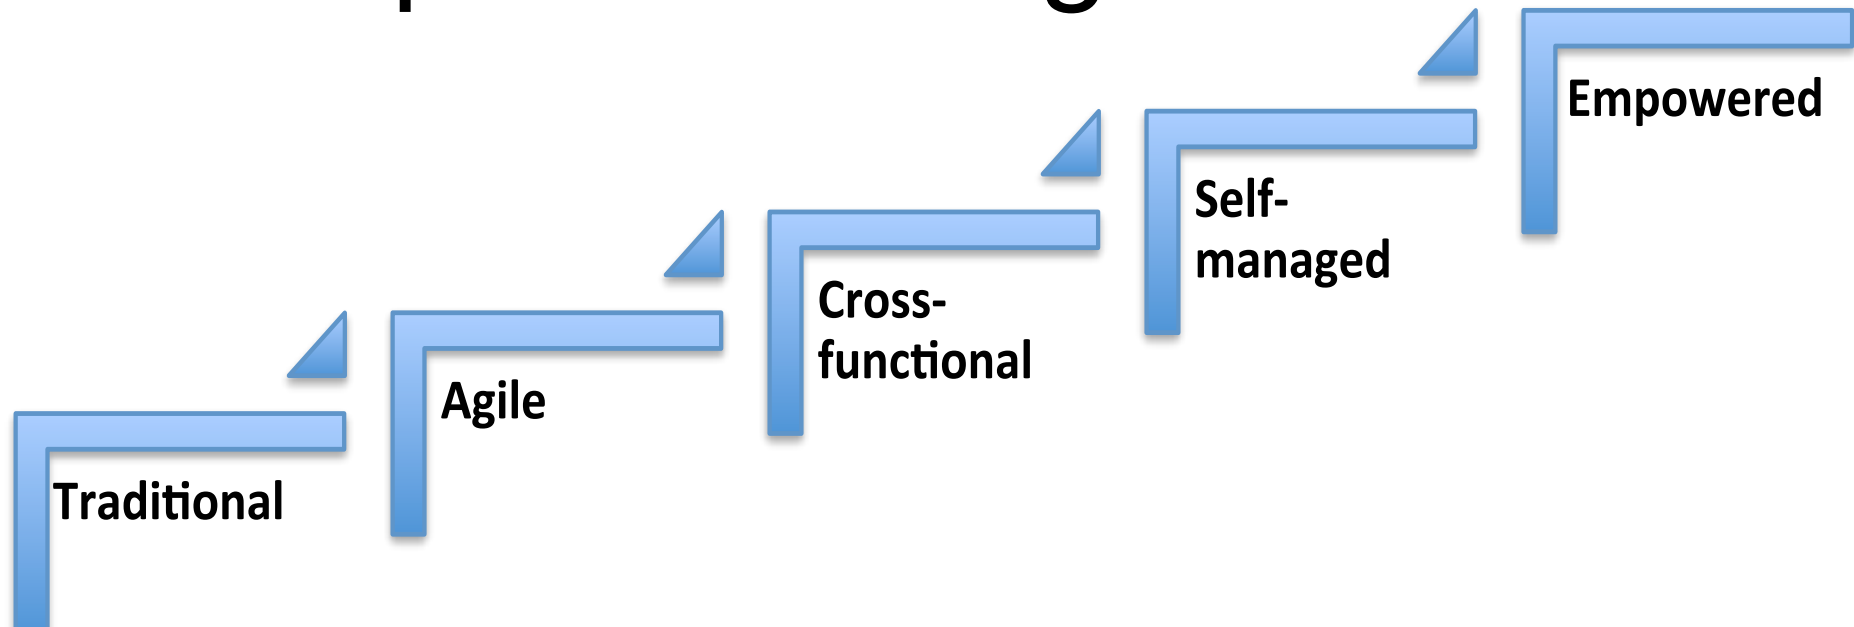 Traditional
Agile
Cross-
functional
Self-
managed
Empowered